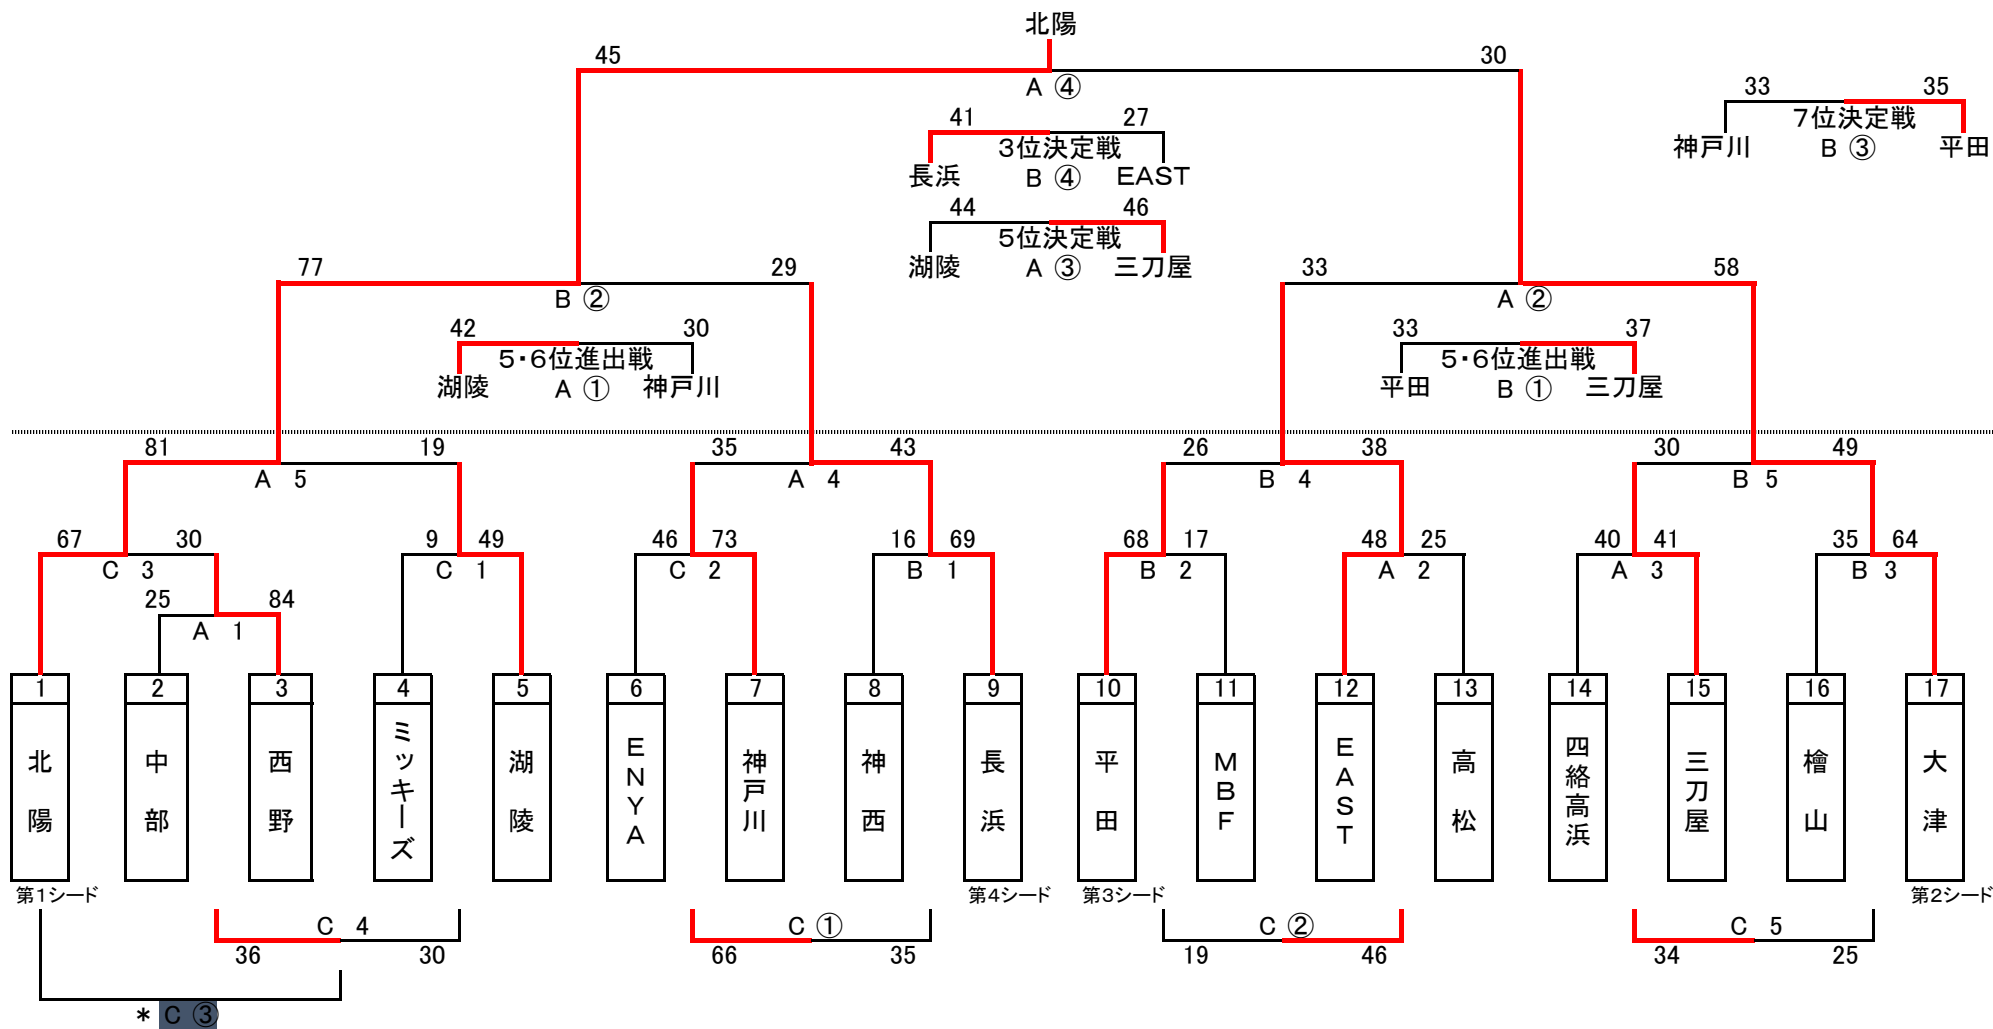 北陽
45 30
A ④
33 35
7位決定戦
神戸川 B ③ 平田
41 27
3位決定戦
長浜 B ④ EAST
44 46
5位決定戦
湖陵 A ③ 三刀屋
77 29 33 58
B ② A ②
42 30 33 37
5・6位進出戦 5・6位進出戦
湖陵 A ① 神戸川 平田 B ① 三刀屋
81 19 35 43 26 38 30 49
A 5 A 4 B 4 B 5
67 30 9 49 46 73 16 69 68 17 48 25 40 41 35 64
C 3 C 1 C 2 B 1 B 2 A 2 A 3 B 3
25 84
A 1
1 2 3 4 5 6 7 8 9 10 11 12 13 14 15 16 17
北陽
中部
西野
ミッキーズ
湖陵
ENYA
神戸川
神西
長浜
平田
MBF
EAST
高松
四絡高浜
三刀屋
檜山
大津
第1シード 第4シード 第3シード 第2シード
C 4 C ① C ② C 5
36 30 66 35 19 46 34 25
* C ③